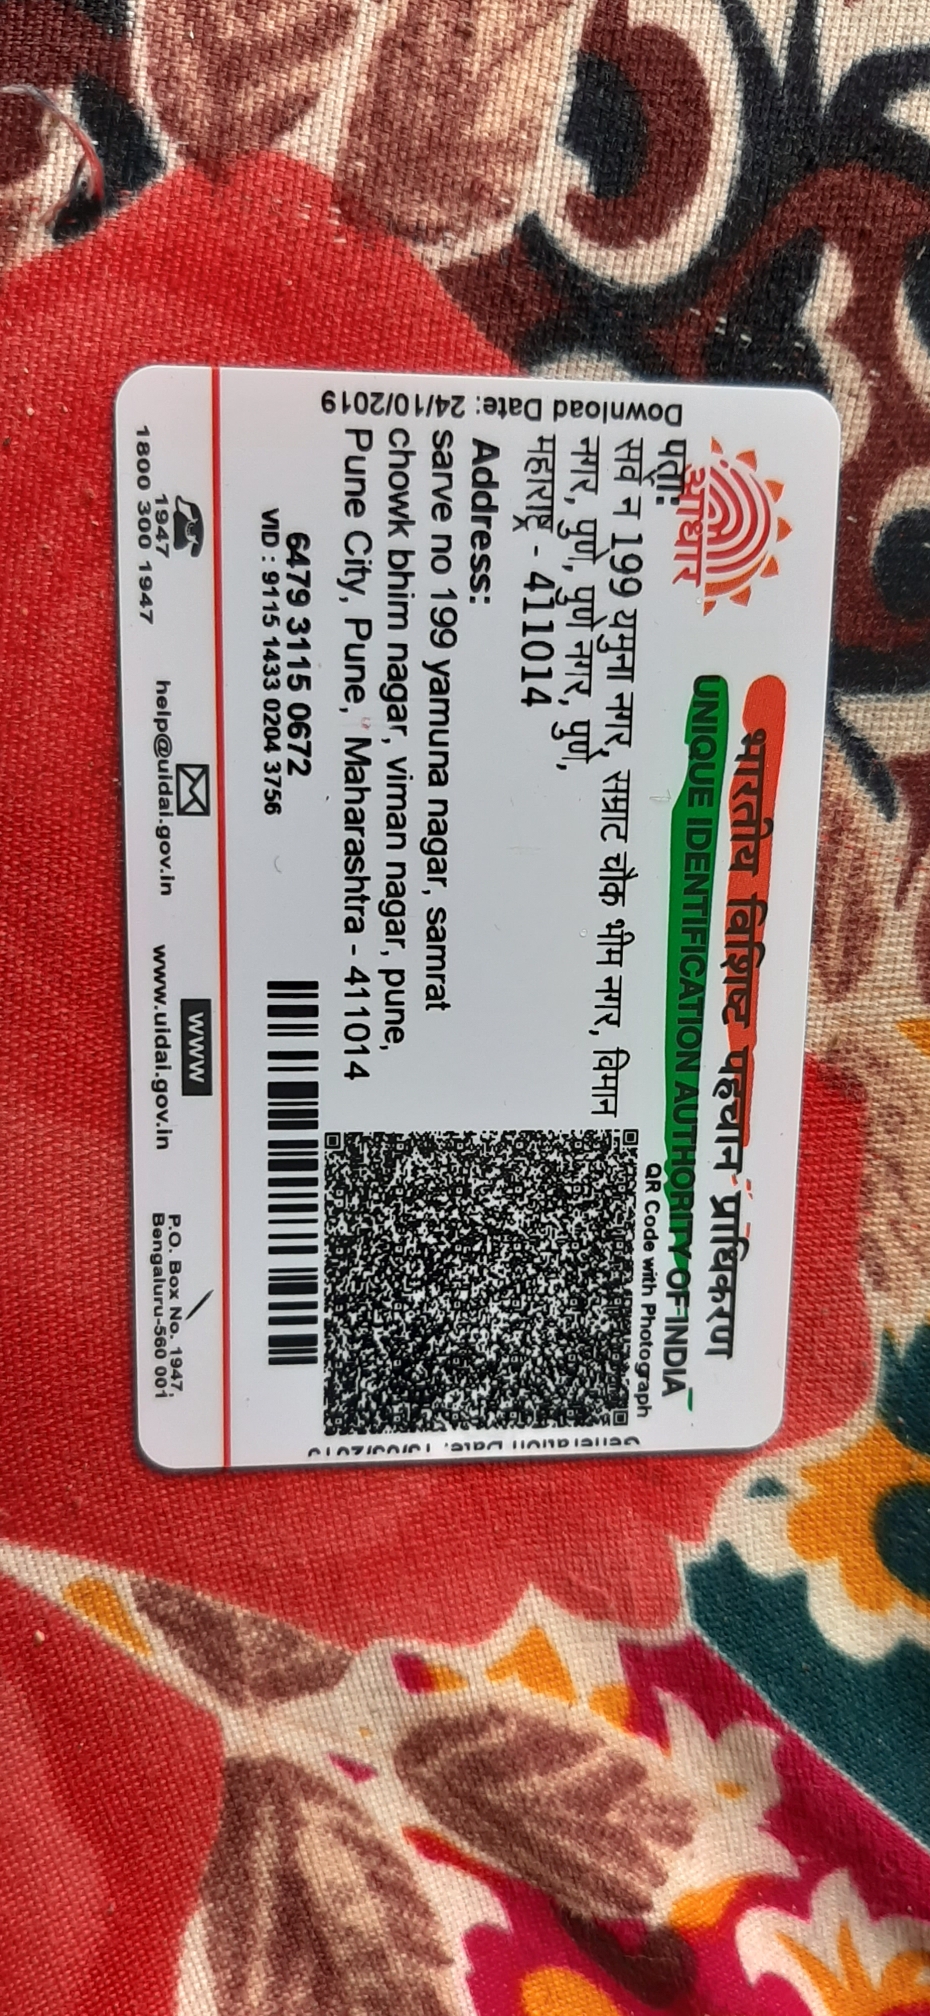 भारतीय विशिष्ट पहचान प्राधिकरण
UNIQUE IDENTIFICATION AUTHORITY OF INDIA
आधार
QR Code with Photograph
पता:
सर्वे न 199 यमुना नगर, सम्राट चौक भीम नगर, विमान
नगर, पुणे, पुणे नगर, पुणे,
महाराष्ट्र - 411014
Address:
sarve no 199 yamuna nagar, samrat
chowk bhim nagar, viman nagar, pune,
Pune City, Pune, Maharashtra - 411014
6479 3115 0672
VID : 9115 1433 0204 3756
Download Date: 24/10/2019
Generation Date:
1947
1800 300 1947
help@uidai.gov.in
WWW
www.uidai.gov.in
P.O. Box No. 1947,
Bengaluru-560 001